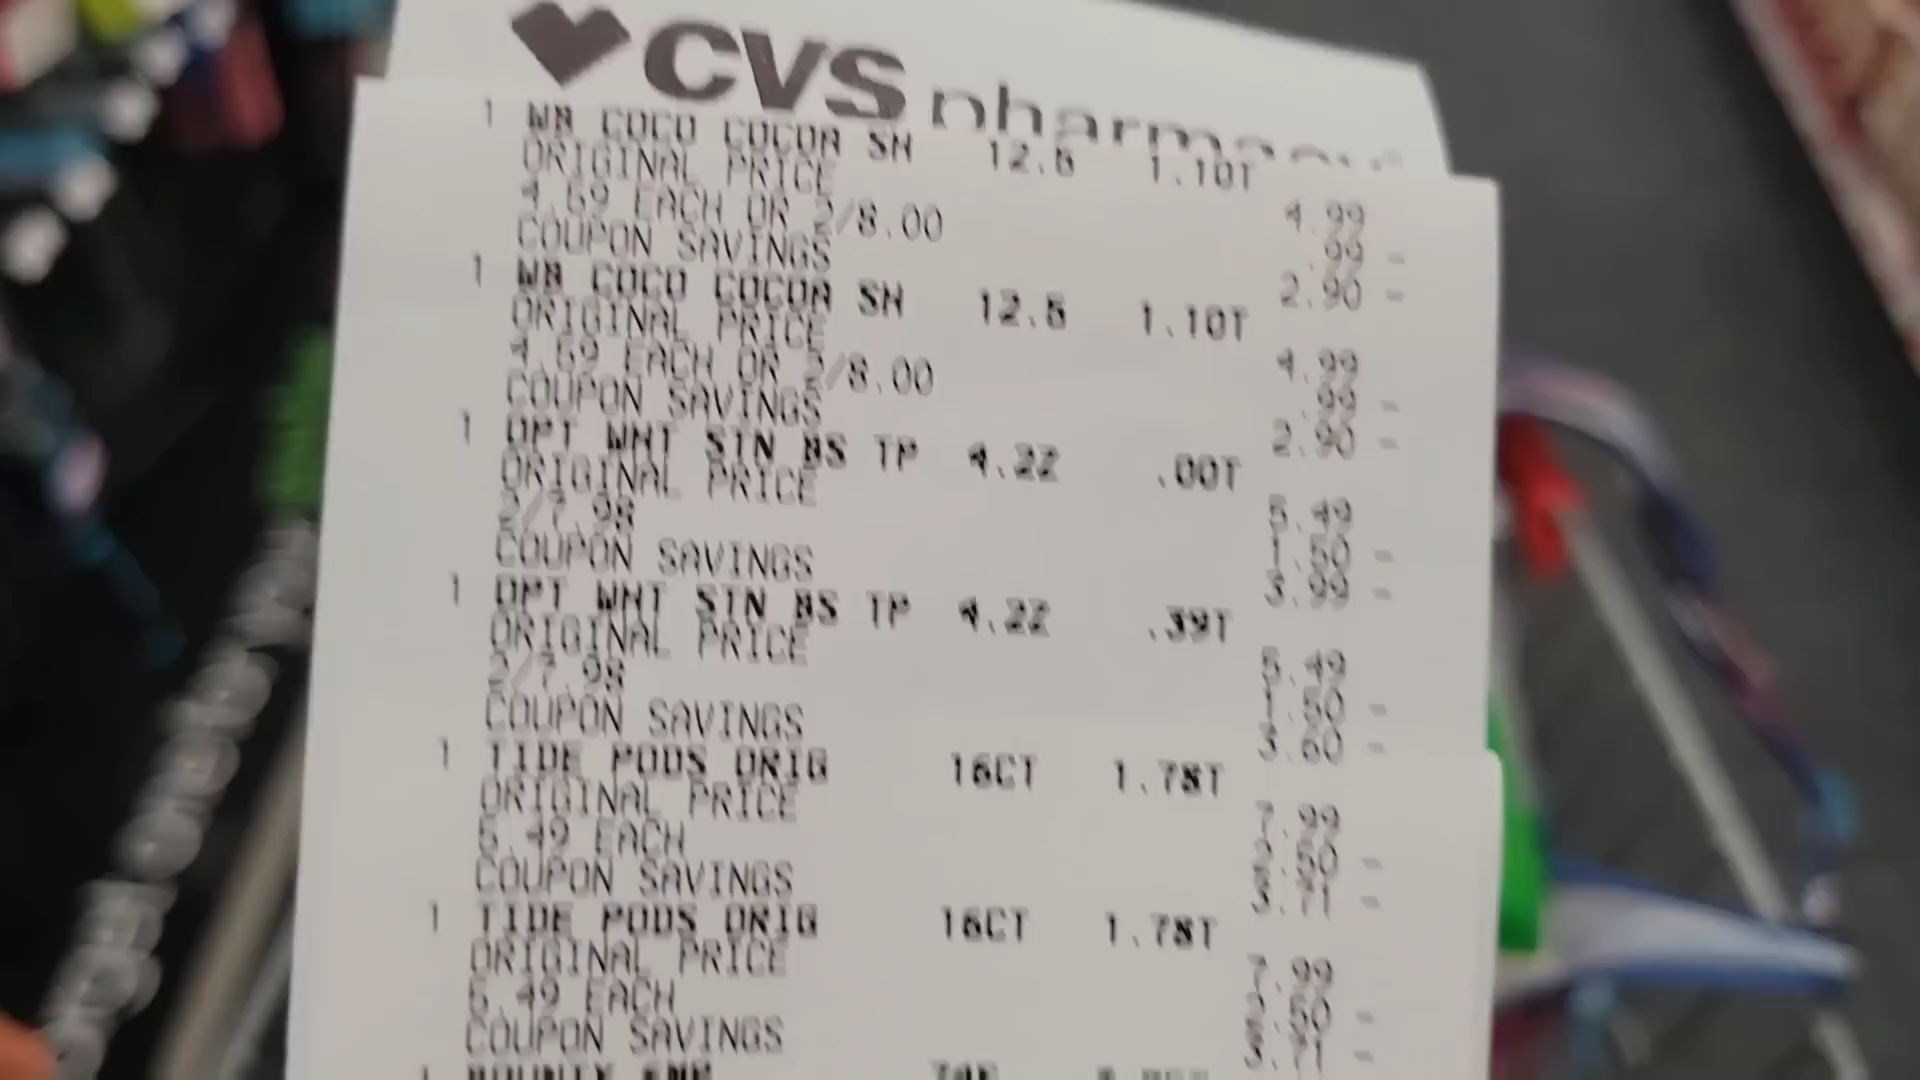 CVS pharmacy
1 WB COCO COCOA SH 12.5 1.10T
ORIGINAL PRICE 4.99
4.69 EACH OR 2/8.00 .99 -
COUPON SAVINGS 2.90 -
1 WB COCO COCOA SH 12.5 1.10T
ORIGINAL PRICE 4.99
4.69 EACH OR 2/8.00 .99 -
COUPON SAVINGS 2.90 -
1 OPT WHT STN BS TP 4.2Z .00T
ORIGINAL PRICE 5.49
2/7.98 1.50 -
COUPON SAVINGS 3.99 -
1 OPT WHT STN BS TP 4.2Z .39T
ORIGINAL PRICE 5.49
2/7.98 1.50 -
COUPON SAVINGS 3.60 -
1 TIDE PODS ORIG 16CT 1.78T
ORIGINAL PRICE 7.99
5.49 EACH 2.50 -
COUPON SAVINGS 3.71 -
1 TIDE PODS ORIG 16CT 1.78T
ORIGINAL PRICE 7.99
5.49 EACH 2.50 -
COUPON SAVINGS 3.71 -
1 BOUNTY